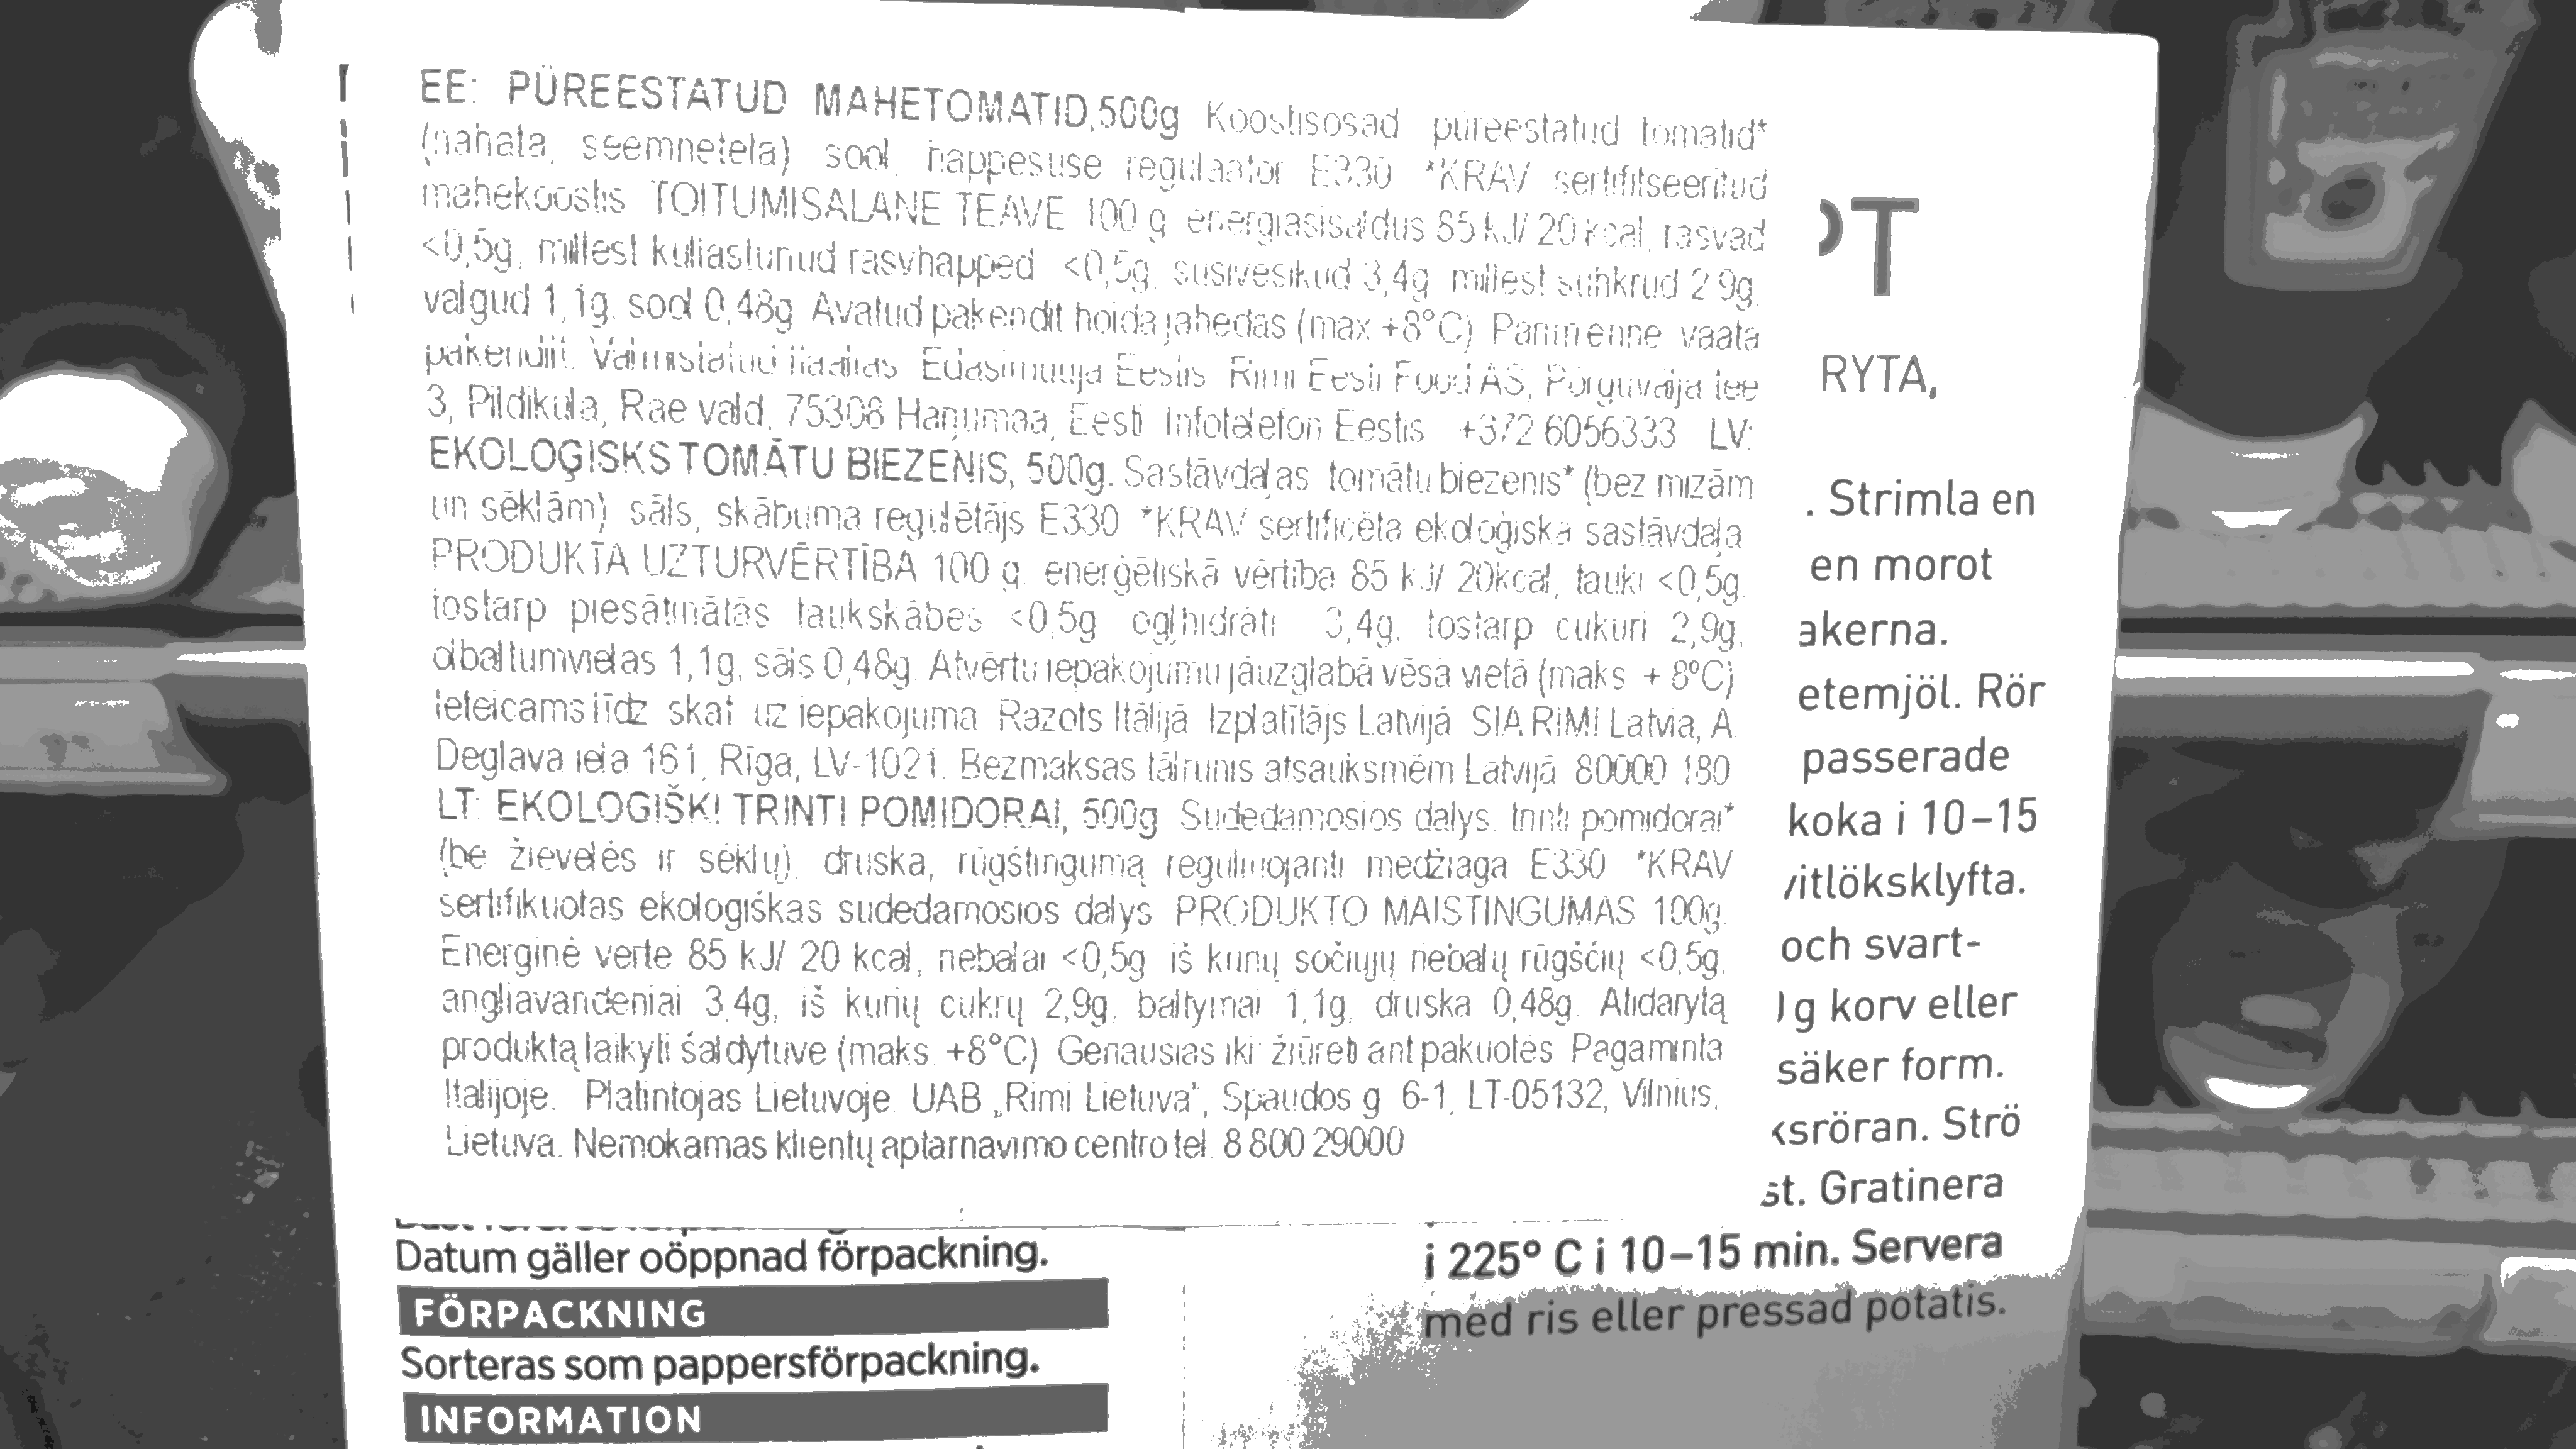 EE: PÜREESTATUD MAHETOMATID, 500g Koostisosad püreestatud tomatid*
(nahata, seemnetela) sool, happesuse regulaator E330 *KRAV sertifitseeritud
mahekoostis TOITUMISALANE TEAVE 100 g energiasisaldus 85 kJ/ 20 kcal, rasvad
<0,5g, millest küllastunud rasvhapped <0,5g, süsivesikud 3,4g millest suhkrud 2,9g,
valgud 1,1g, sool 0,48g Avatud pakendit hoida jahedas (max +8°C) Parim enne vaata
pakendilt. Valmistatud Itaalias Edasimüüja Eestis Rimi Eesti Food AS, Põrguvälja tee
3, Pildiküla, Rae vald, 75308 Harjumaa, Eesti Infotelefon Eestis +372 6056333 LV:
EKOLOĢISKS TOMĀTU BIEZENIS, 500g. Sastāvdaļas tomātu biezenis* (bez mizām
un sēklām) sāls, skābuma regulētājs E330 *KRAV sertificēta ekoloģiska sastāvdaļa
PRODUKTA UZTURVĒRTĪBA 100 g enerģētiskā vērtība 85 kJ/ 20kcal, tauki <0,5g,
tostarp piesātinātās taukskābes <0,5g ogļhidrāti 3,4g, tostarp cukuri 2,9g,
olbaltumvielas 1,1g, sāls 0,48g. Atvērtu iepakojumu jāuzglabā vēsā vietā (maks + 8°C)
Ieteicams līdz skat uz iepakojuma Ražots Itālijā Izplatītājs Latvijā SIA RIMI Latvia, A
Deglava iela 161, Rīga, LV-1021. Bezmaksas tālrunis atsauksmēm Latvijā 80000 180
LT: EKOLOGIŠKI TRINTI POMIDORAI, 500g Sudedamosios dalys trinti pomidorai*
(be žievelės ir sėklų), druska, rūgštingumą reguliuojanti medžiaga E330 *KRAV
sertifikuotas ekologiškas sudedamosios dalys PRODUKTO MAISTINGUMAS 100g.
Energinė vertė 85 kJ/ 20 kcal, riebalai <0,5g iš kurių sočiųjų riebalų rūgščių <0,5g,
angliavandeniai 3,4g, iš kurių cukrų 2,9g, baltymai 1,1g, druska 0,48g. Atidarytą
produktą laikyti šaldytuve (maks +8°C) Geriausias iki žiūrėti ant pakuotės Pagaminta
Italijoje. Platintojas Lietuvoje: UAB „Rimi Lietuva", Spaudos g 6-1, LT-05132, Vilnius,
Lietuva. Nemokamas klientų aptarnavimo centro tel. 8 800 29000
PT
RYTA,
. Strimla en
en morot
akerna.
etemjöl. Rör
passerade
koka i 10–15
vitlöksklyfta.
och svart-
g korv eller
säker form.
ksröran. Strö
st. Gratinera
i 225° C i 10–15 min. Servera
med ris eller pressad potatis.
Datum gäller oöppnad förpackning.
FÖRPACKNING
Sorteras som pappersförpackning.
INFORMATION